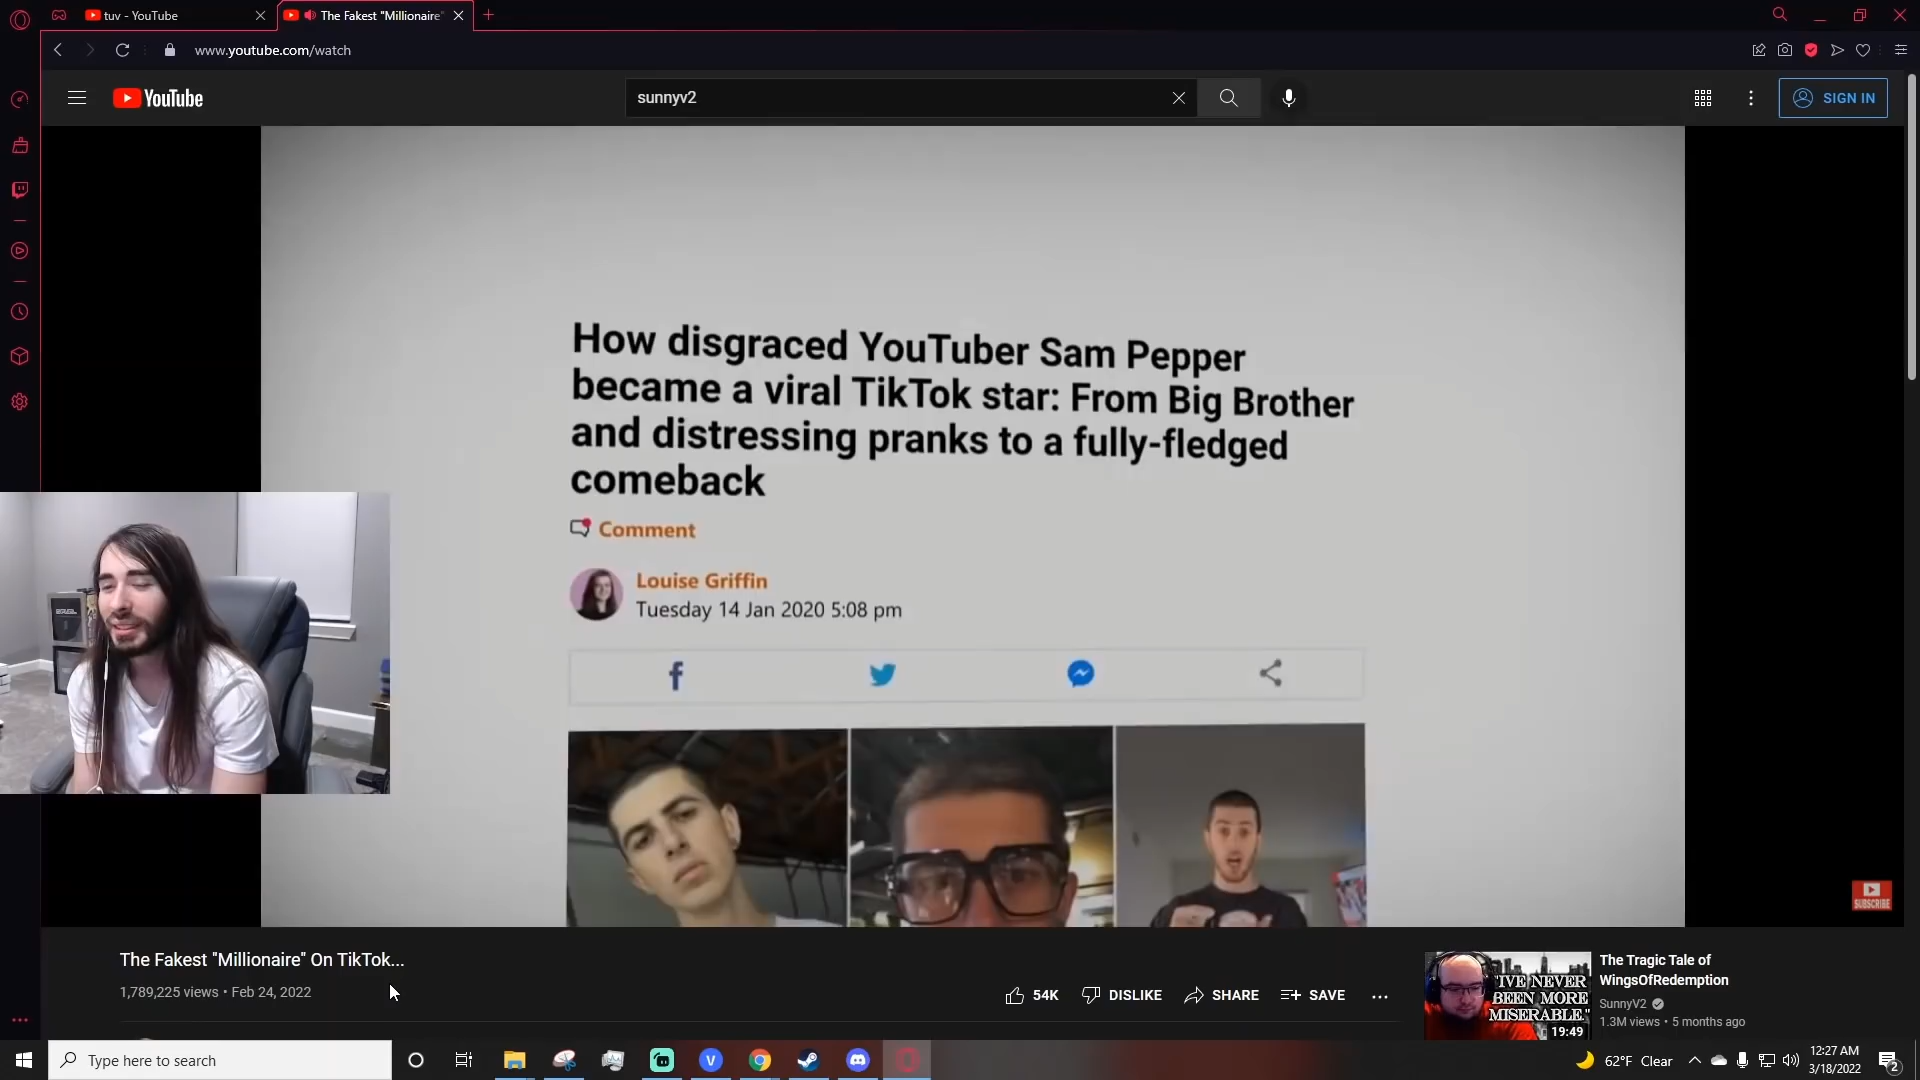 tuv - YouTube
The Fakest "Millionaire"
www.youtube.com/watch
YouTube
sunnyv2
SIGN IN
How disgraced YouTuber Sam Pepper
became a viral TikTok star: From Big Brother
and distressing pranks to a fully-fledged
comeback
Comment
Louise Griffin
Tuesday 14 Jan 2020 5:08 pm
SUBSCRIBE
The Fakest "Millionaire" On TikTok...
1,789,225 views • Feb 24, 2022
54K
DISLIKE
SHARE
SAVE
"IVE NEVER
BEEN MORE
MISERABLE."
19:49
The Tragic Tale of
WingsOfRedemption
SunnyV2
1.3M views • 5 months ago
Type here to search
62°F Clear
12:27 AM
3/18/2022
2